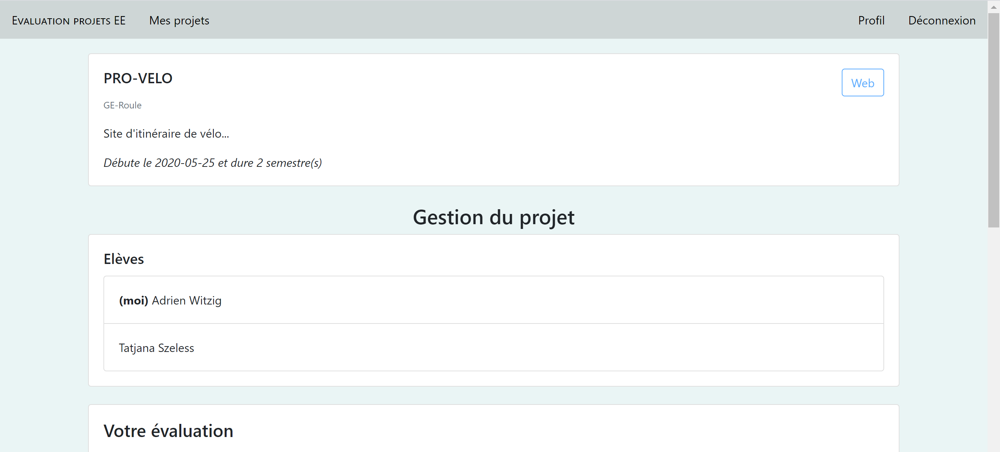 EVALUATION PROJETS EE Mes projets Profil Déconnexion
PRO-VELO Web
GE-Roule
Site d'itinéraire de vélo...
Débute le 2020-05-25 et dure 2 semestre(s)
Gestion du projet
Elèves
(moi) Adrien Witzig
Tatjana Szeless
Votre évaluation